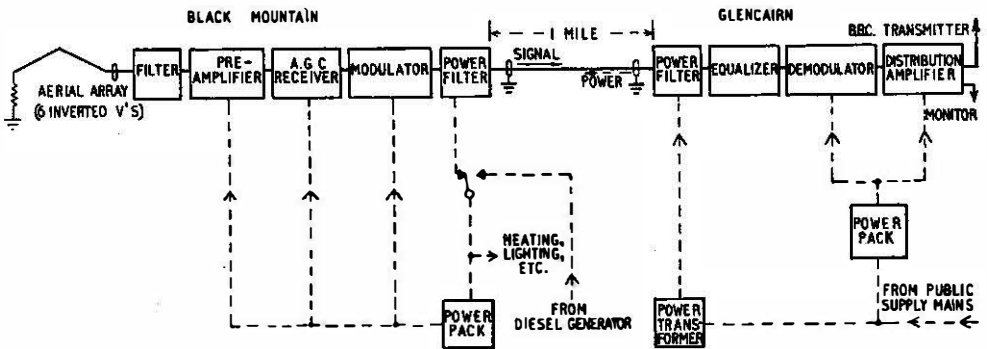 BLACK MOUNTAIN
GLENCAIRN
1 MILE
B.B.C. TRANSMITTER
SIGNAL
POWER
FILTER
PRE-
AMPLIFIER
A.G.C
RECEIVER
MODULATOR
POWER
FILTER
POWER
FILTER
EQUALIZER
DEMODULATOR
DISTRIBUTION
AMPLIFIER
AERIAL ARRAY
(6 INVERTED V'S)
MONITOR
HEATING,
LIGHTING,
ETC.
POWER
PACK
FROM
DIESEL GENERATOR
POWER
TRANS
FORMER
POWER
PACK
FROM PUBLIC
SUPPLY MAINS